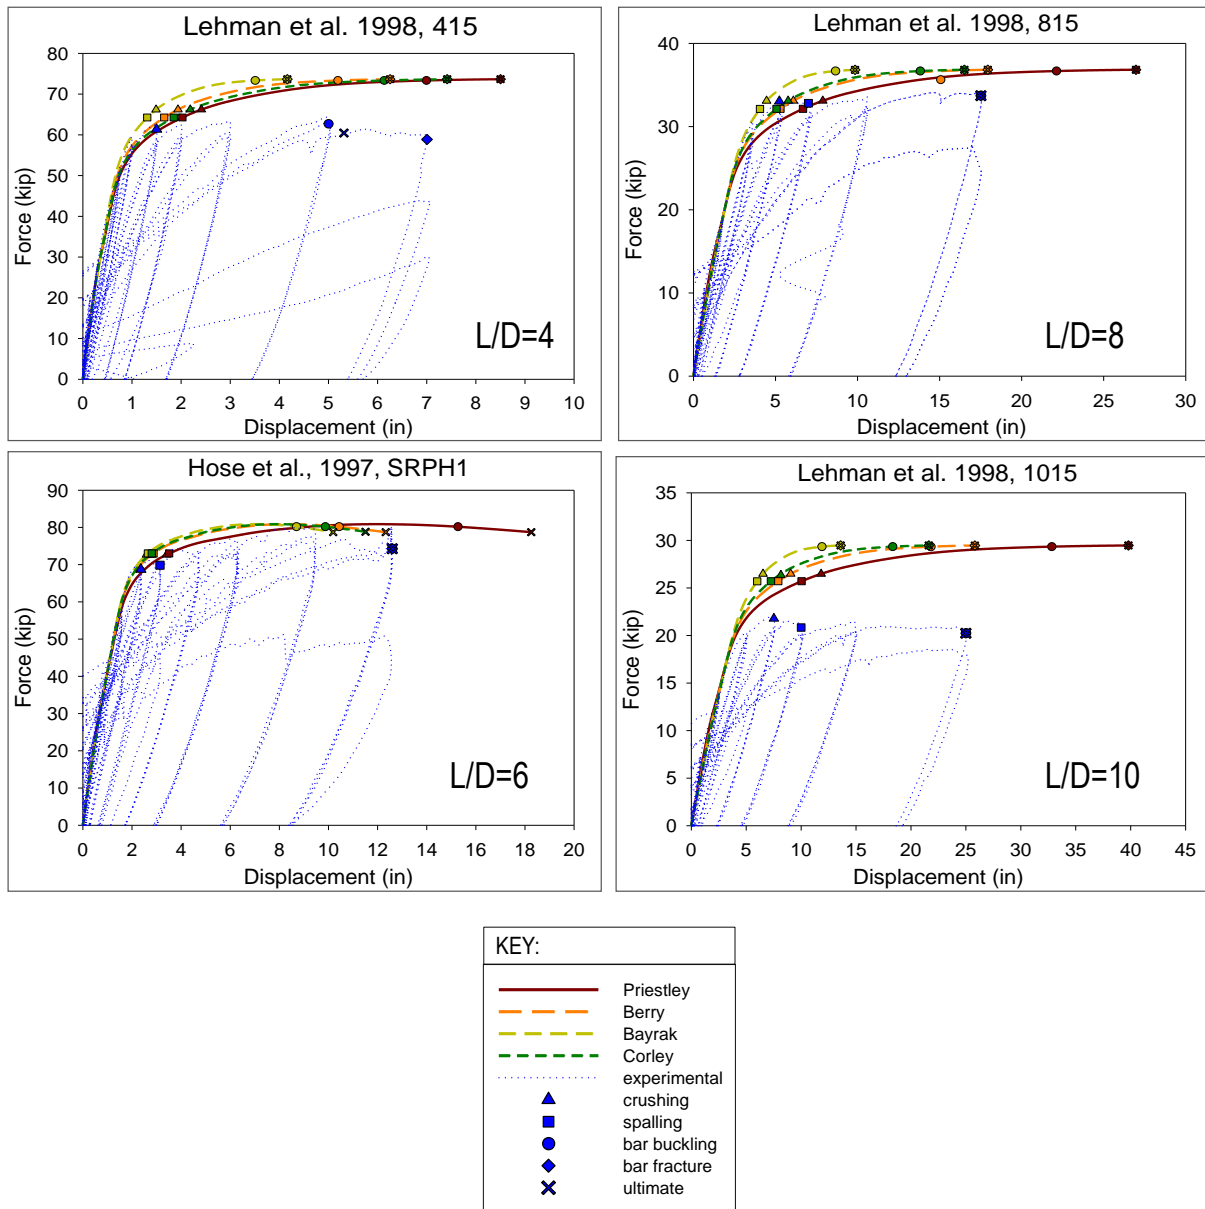 Lehman et al. 1998, 415
80
70
60
50
40
30
20
10
0
Force (kip)
L/D=4
0 1 2 3 4 5 6 7 8 9 10
Displacement (in)
Lehman et al. 1998, 815
40
30
20
10
0
Force (kip)
L/D=8
0 5 10 15 20 25 30
Displacement (in)
Hose et al., 1997, SRPH1
90
80
70
60
50
40
30
20
10
0
Force (kip)
L/D=6
0 2 4 6 8 10 12 14 16 18 20
Displacement (in)
Lehman et al. 1998, 1015
35
30
25
20
15
10
5
0
Force (kip)
L/D=10
0 5 10 15 20 25 30 35 40 45
Displacement (in)
KEY:
Priestley
Berry
Bayrak
Corley
experimental
crushing
spalling
bar buckling
bar fracture
ultimate